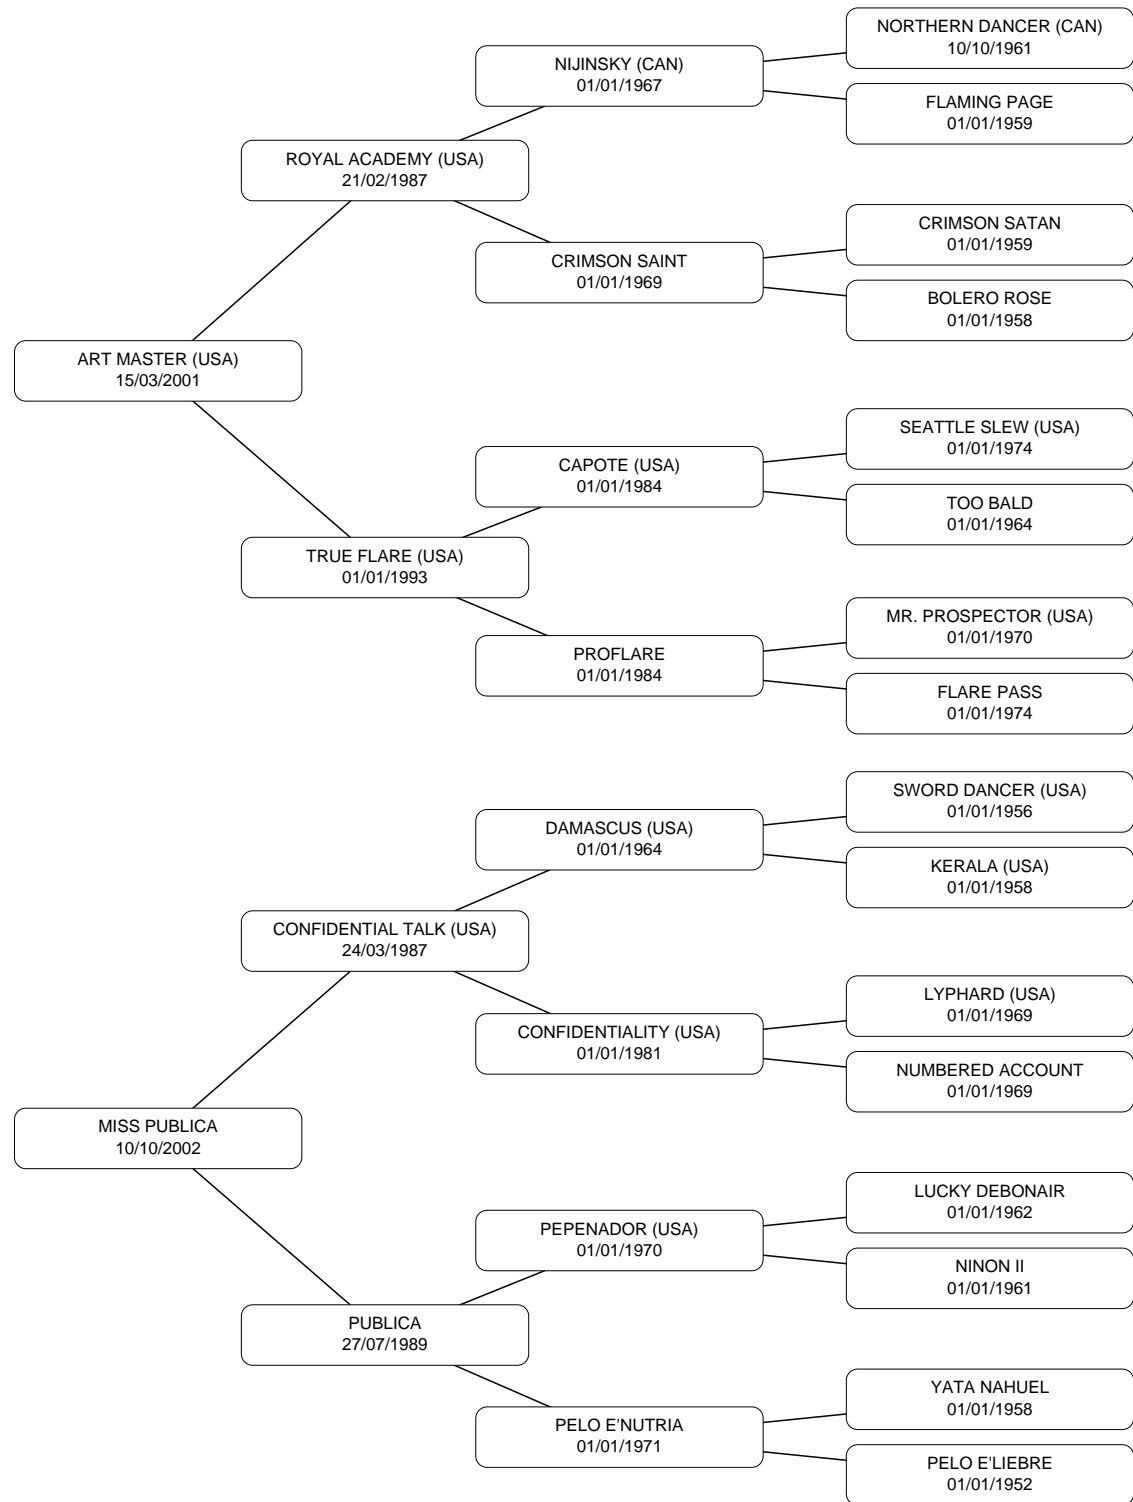 NORTHERN DANCER (CAN)
10/10/1961
NIJINSKY (CAN)
01/01/1967
FLAMING PAGE
01/01/1959
ROYAL ACADEMY (USA)
21/02/1987
CRIMSON SATAN
01/01/1959
CRIMSON SAINT
01/01/1969
BOLERO ROSE
01/01/1958
ART MASTER (USA)
15/03/2001
SEATTLE SLEW (USA)
01/01/1974
CAPOTE (USA)
01/01/1984
TOO BALD
01/01/1964
TRUE FLARE (USA)
01/01/1993
MR. PROSPECTOR (USA)
01/01/1970
PROFLARE
01/01/1984
FLARE PASS
01/01/1974
SWORD DANCER (USA)
01/01/1956
DAMASCUS (USA)
01/01/1964
KERALA (USA)
01/01/1958
CONFIDENTIAL TALK (USA)
24/03/1987
LYPHARD (USA)
01/01/1969
CONFIDENTIALITY (USA)
01/01/1981
NUMBERED ACCOUNT
01/01/1969
MISS PUBLICA
10/10/2002
LUCKY DEBONAIR
01/01/1962
PEPENADOR (USA)
01/01/1970
NINON II
01/01/1961
PUBLICA
27/07/1989
YATA NAHUEL
01/01/1958
PELO E'NUTRIA
01/01/1971
PELO E'LIEBRE
01/01/1952